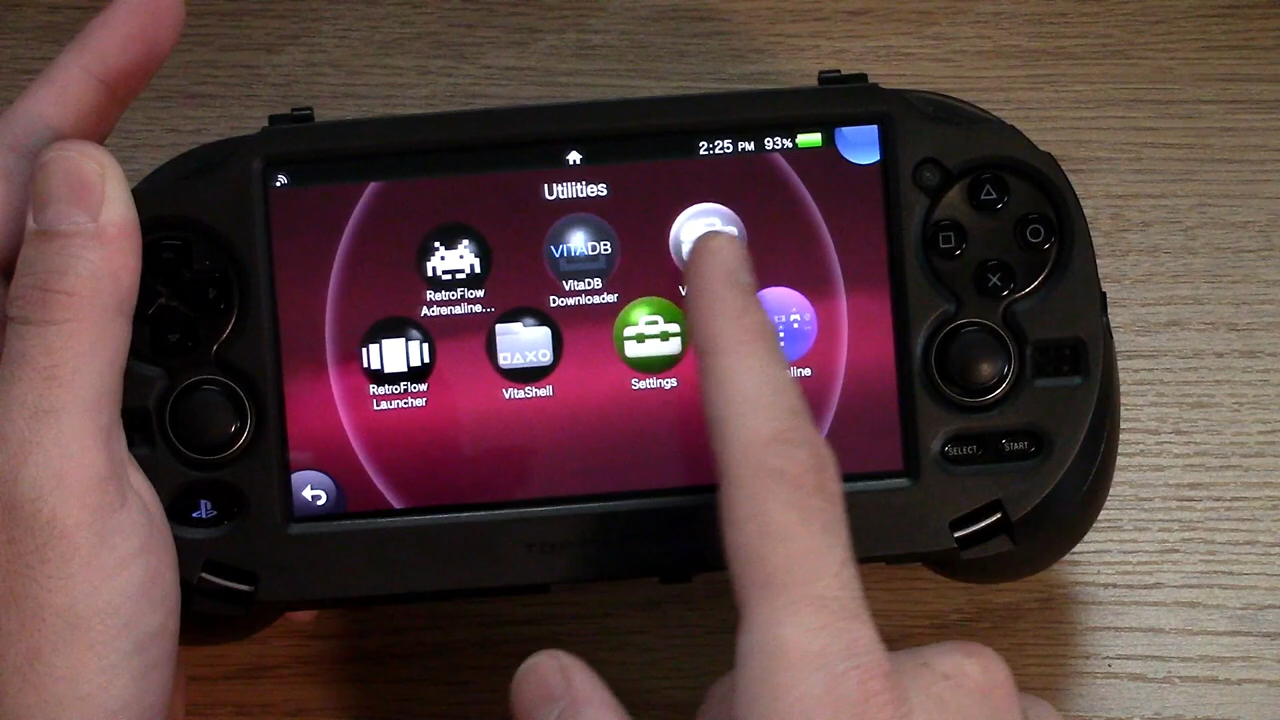 2:25 PM 93%
Utilities
VITADB
RetroFlow
Adrenaline...
VitaDB
Downloader
RetroFlow
Launcher
VitaShell
Settings
SELECT
START